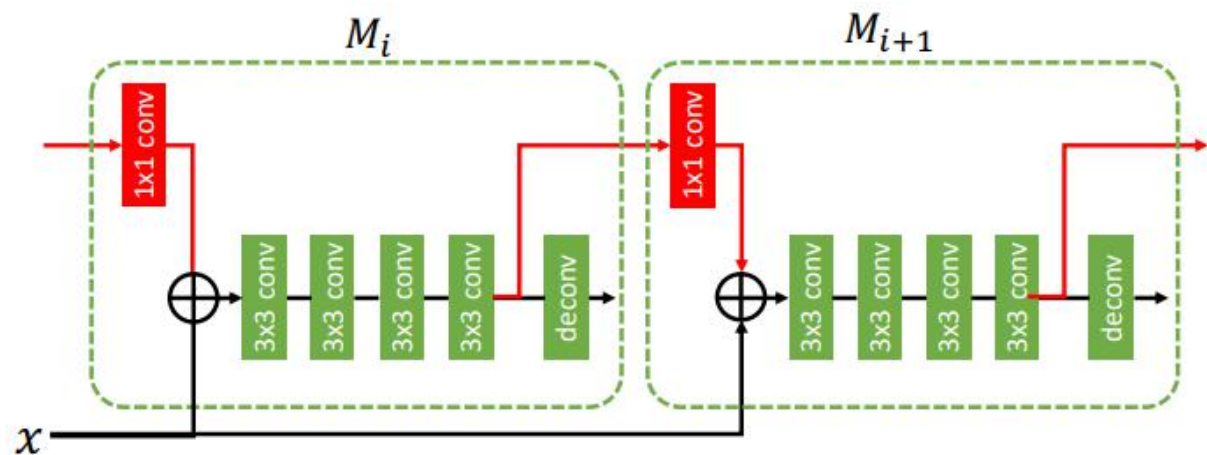 M_i
M_{i+1}
1x1 conv
1x1 conv
3x3 conv
3x3 conv
3x3 conv
3x3 conv
deconv
3x3 conv
3x3 conv
3x3 conv
3x3 conv
deconv
x